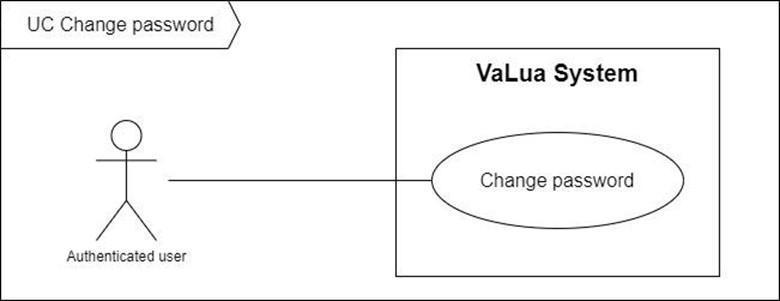 UC Change password
VaLua System
Change password
Authenticated user